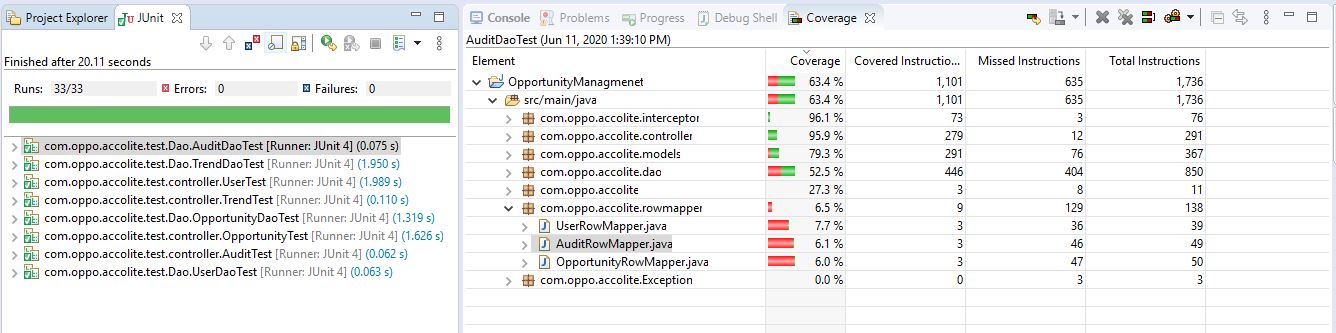 Project Explorer JUnit
Finished after 20.11 seconds
Runs: 33/33 Errors: 0 Failures: 0
com.oppo.accolite.test.Dao.AuditDaoTest [Runner: JUnit 4] (0.075 s)
com.oppo.accolite.test.Dao.TrendDaoTest [Runner: JUnit 4] (1.950 s)
com.oppo.accolite.test.controller.UserTest [Runner: JUnit 4] (1.989 s)
com.oppo.accolite.test.controller.TrendTest [Runner: JUnit 4] (0.110 s)
com.oppo.accolite.test.Dao.OpportunityDaoTest [Runner: JUnit 4] (1.319 s)
com.oppo.accolite.test.controller.OpportunityTest [Runner: JUnit 4] (1.626 s)
com.oppo.accolite.test.controller.AuditTest [Runner: JUnit 4] (0.062 s)
com.oppo.accolite.test.Dao.UserDaoTest [Runner: JUnit 4] (0.063 s)
Console Problems Progress Debug Shell Coverage
AuditDaoTest (Jun 11, 2020 1:39:10 PM)
Element Coverage Covered Instructio... Missed Instructions Total Instructions
OpportunityManagmenet 63.4 % 1,101 635 1,736
src/main/java 63.4 % 1,101 635 1,736
com.oppo.accolite.interceptor 96.1 % 73 3 76
com.oppo.accolite.controller 95.9 % 279 12 291
com.oppo.accolite.models 79.3 % 291 76 367
com.oppo.accolite.dao 52.5 % 446 404 850
com.oppo.accolite 27.3 % 3 8 11
com.oppo.accolite.rowmapper 6.5 % 9 129 138
UserRowMapper.java 7.7 % 3 36 39
AuditRowMapper.java 6.1 % 3 46 49
OpportunityRowMapper.java 6.0 % 3 47 50
com.oppo.accolite.Exception 0.0 % 0 3 3